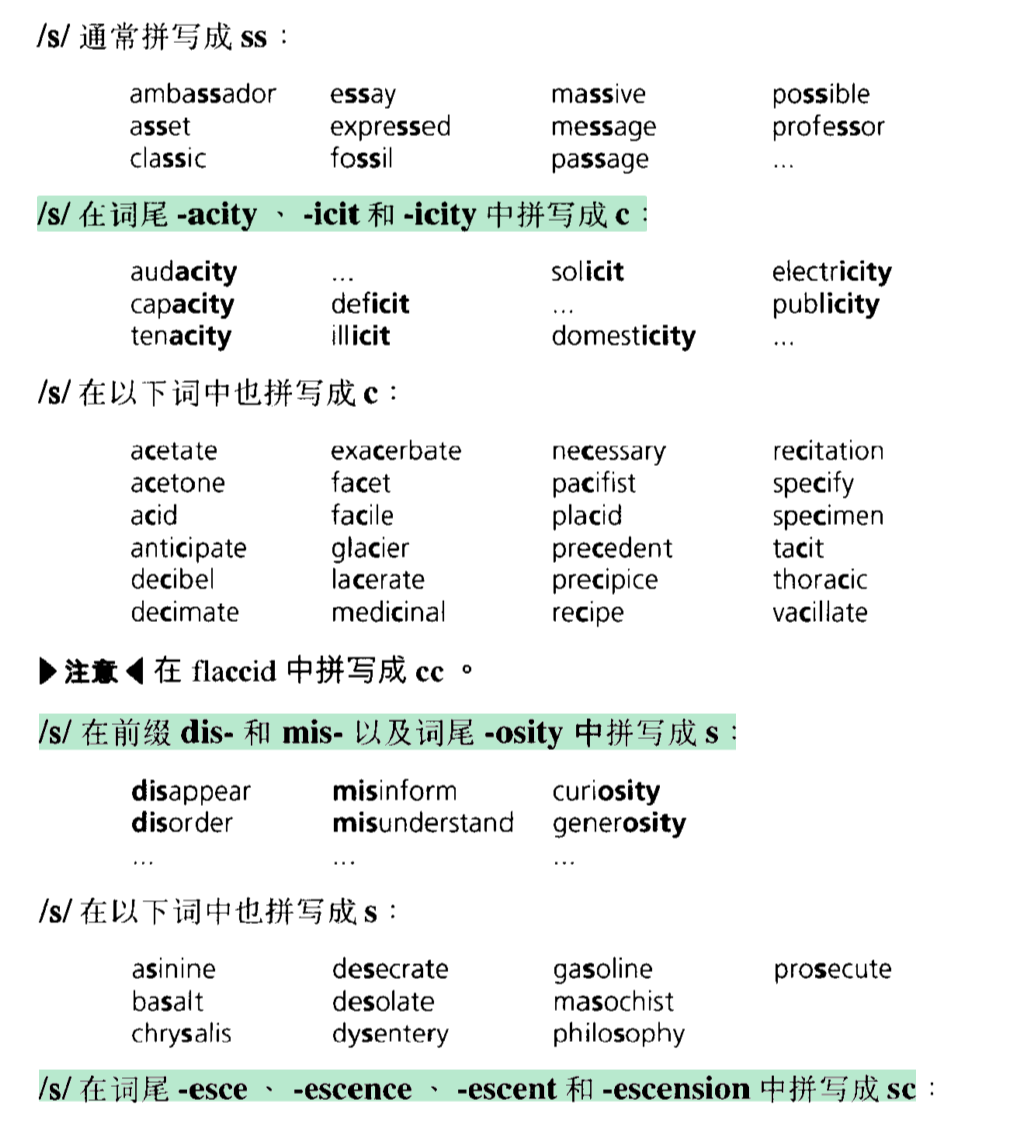 /s/ 通常拼写成 ss：
ambassador essay massive possible
asset expressed message professor
classic fossil passage …
/s/ 在词尾 -acity、-icit 和 -icity 中拼写成 c：
audacity … solicit electricity
capacity deficit … publicity
tenacity illicit domesticity …
/s/ 在以下词中也拼写成 c：
acetate exacerbate necessary recitation
acetone facet pacifist specify
acid facile placid specimen
anticipate glacier precedent tacit
decibel lacerate precipice thoracic
decimate medicinal recipe vacillate
▶注意◀ 在 flaccid 中拼写成 cc。
/s/ 在前缀 dis- 和 mis- 以及词尾 -osity 中拼写成 s：
disappear misinform curiosity
disorder misunderstand generosity
… … …
/s/ 在以下词中也拼写成 s：
asinine desecrate gasoline prosecute
basalt desolate masochist
chrysalis dysentery philosophy
/s/ 在词尾 -esce、-escence、-escent 和 -escension 中拼写成 sc：